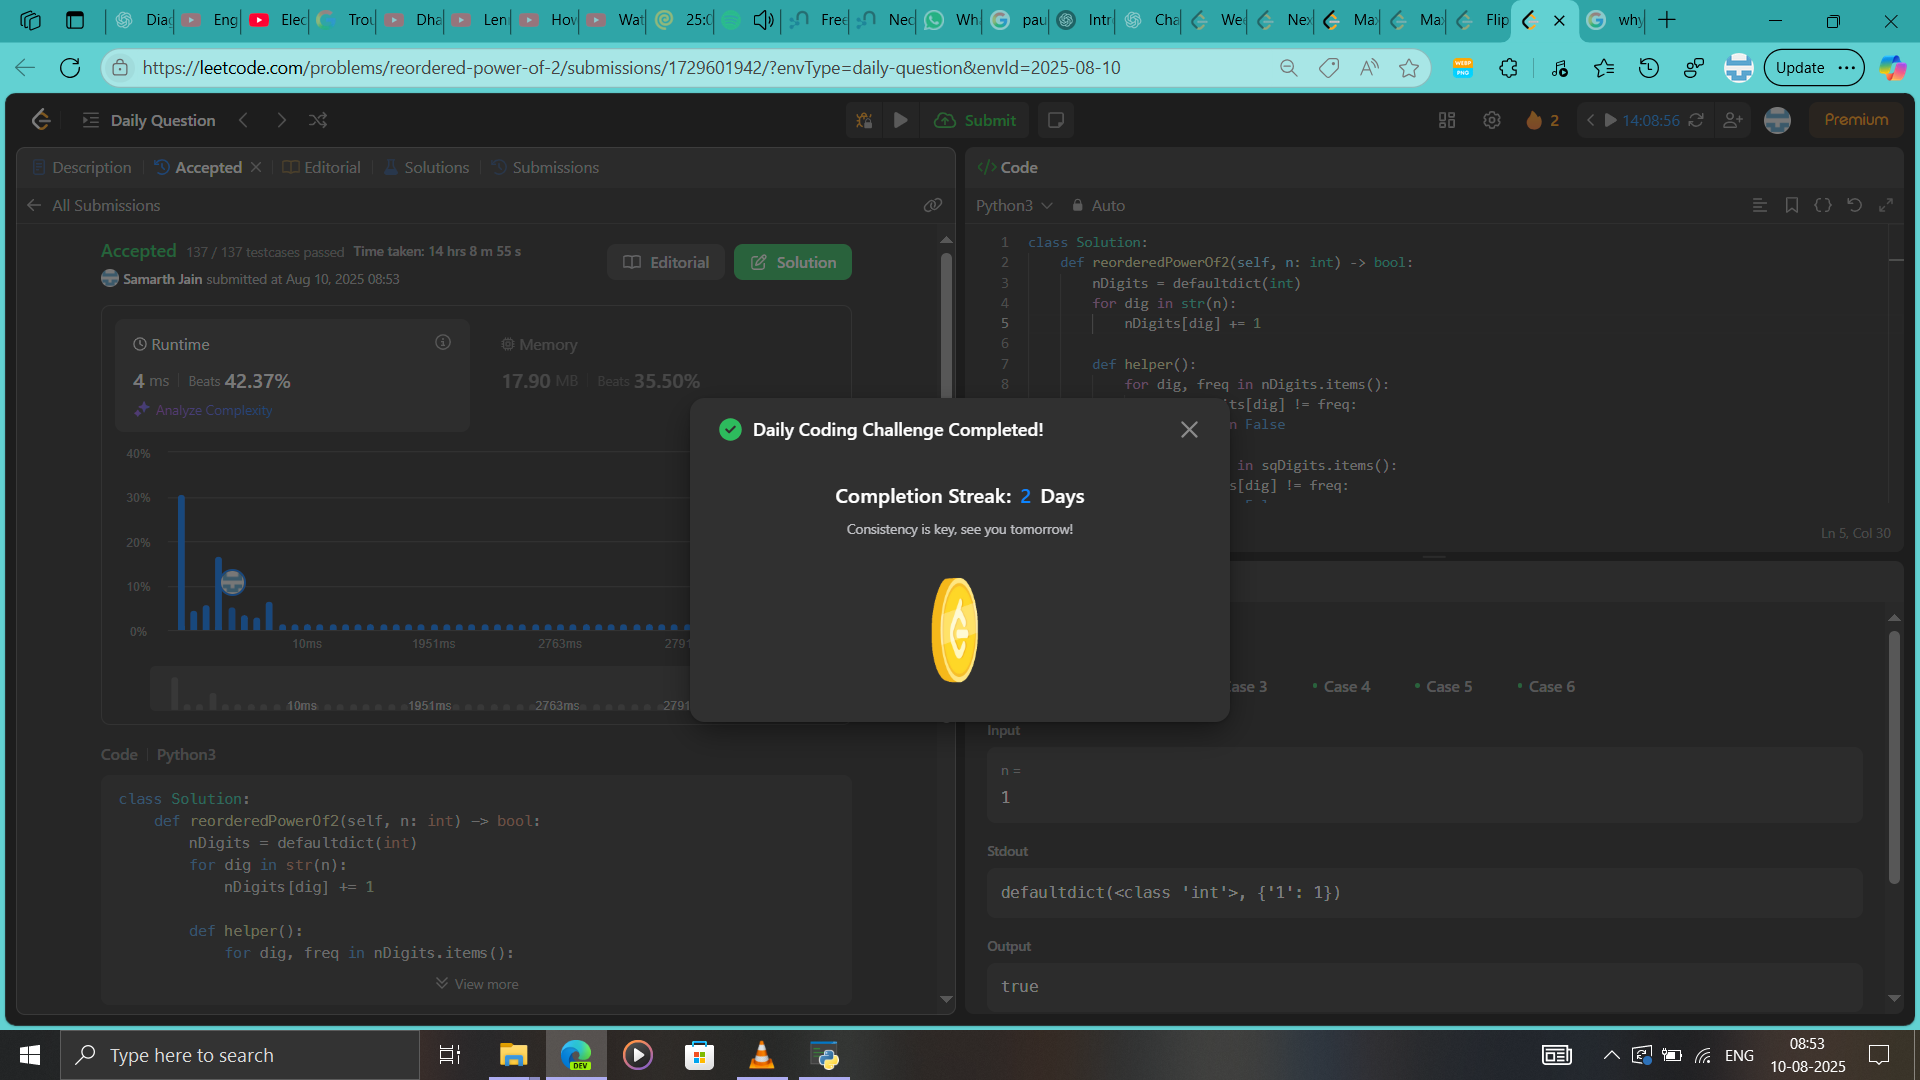 Diag
Eng
Elec
Trou
Dha
Len
How
Wat
25:0
Free
Nec
Wh
pau
Intr
Cha
Wee
Nex
Max
Max
Flip
why
https://leetcode.com/problems/reordered-power-of-2/submissions/1729601942/?envType=daily-question&envId=2025-08-10
Update
Daily Question
Submit
2
14:08:56
Premium
Description
Accepted
Editorial
Solutions
Submissions
All Submissions
Accepted 137 / 137 testcases passed Time taken: 14 hrs 8 m 55 s
Samarth Jain submitted at Aug 10, 2025 08:53
Editorial
Solution
Runtime
4 ms Beats 42.37%
Analyze Complexity
Memory
17.90 MB Beats 35.50%
40%
30%
20%
10%
0%
10ms 1951ms 2763ms 2791
10ms 1951ms 2763ms 2791
Code Python3
class Solution:
def reorderedPowerOf2(self, n: int) -> bool:
nDigits = defaultdict(int)
for dig in str(n):
nDigits[dig] += 1
def helper():
for dig, freq in nDigits.items():
View more
</> Code
Python3 Auto
1 class Solution:
2 def reorderedPowerOf2(self, n: int) -> bool:
3 nDigits = defaultdict(int)
4 for dig in str(n):
5 nDigits[dig] += 1
6
7 def helper():
8 for dig, freq in nDigits.items():
ts[dig] != freq:
n False
in sqDigits.items():
s[dig] != freq:
Ln 5, Col 30
Daily Coding Challenge Completed!
Completion Streak: 2 Days
Consistency is key, see you tomorrow!
ase 3 Case 4 Case 5 Case 6
Input
n =
1
Stdout
defaultdict(<class 'int'>, {'1': 1})
Output
true
Type here to search
DEV
ENG
08:53
10-08-2025